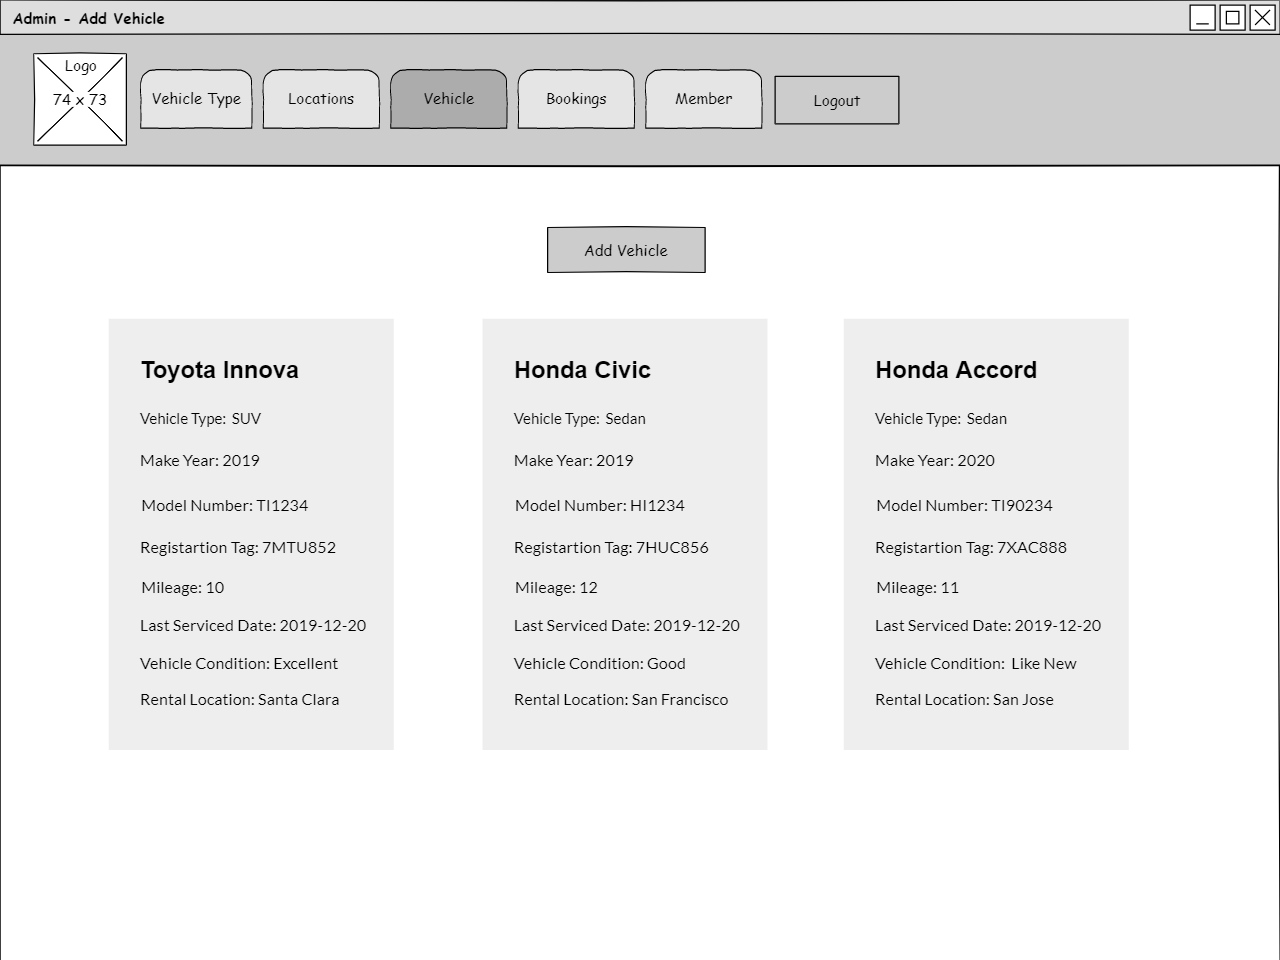 Admin - Add Vehicle
Logo
74 x 73
Vehicle Type
Locations
Vehicle
Bookings
Member
Logout
Add Vehicle
Toyota Innova
Vehicle Type: SUV
Make Year: 2019
Model Number: TI1234
Registartion Tag: 7MTU852
Mileage: 10
Last Serviced Date: 2019-12-20
Vehicle Condition: Excellent
Rental Location: Santa Clara
Honda Civic
Vehicle Type: Sedan
Make Year: 2019
Model Number: HI1234
Registartion Tag: 7HUC856
Mileage: 12
Last Serviced Date: 2019-12-20
Vehicle Condition: Good
Rental Location: San Francisco
Honda Accord
Vehicle Type: Sedan
Make Year: 2020
Model Number: TI90234
Registartion Tag: 7XAC888
Mileage: 11
Last Serviced Date: 2019-12-20
Vehicle Condition: Like New
Rental Location: San Jose